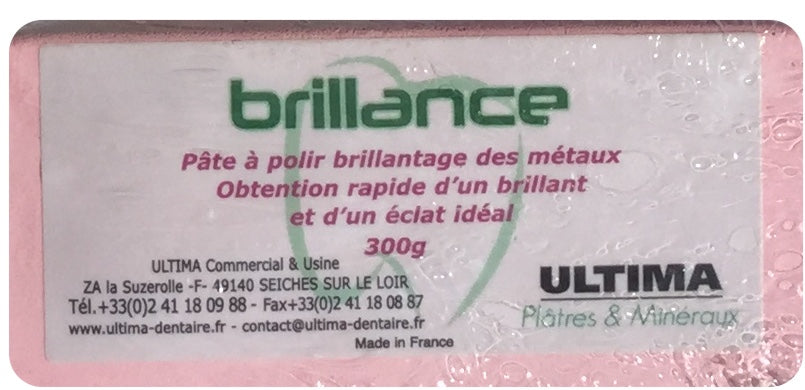 brillance
Pâte à polir brillantage des métaux
Obtention rapide d'un brillant
et d'un éclat idéal
300g
ULTIMA Commercial & Usine
ZA la Suzerolle -F- 49140 SEICHES SUR LE LOIR
Tél.+33(0)2 41 18 09 88 - Fax+33(0)2 41 18 08 87
www.ultima-dentaire.fr - contact@ultima-dentaire.fr
Made in France
ULTIMA
Plâtres & Minéraux